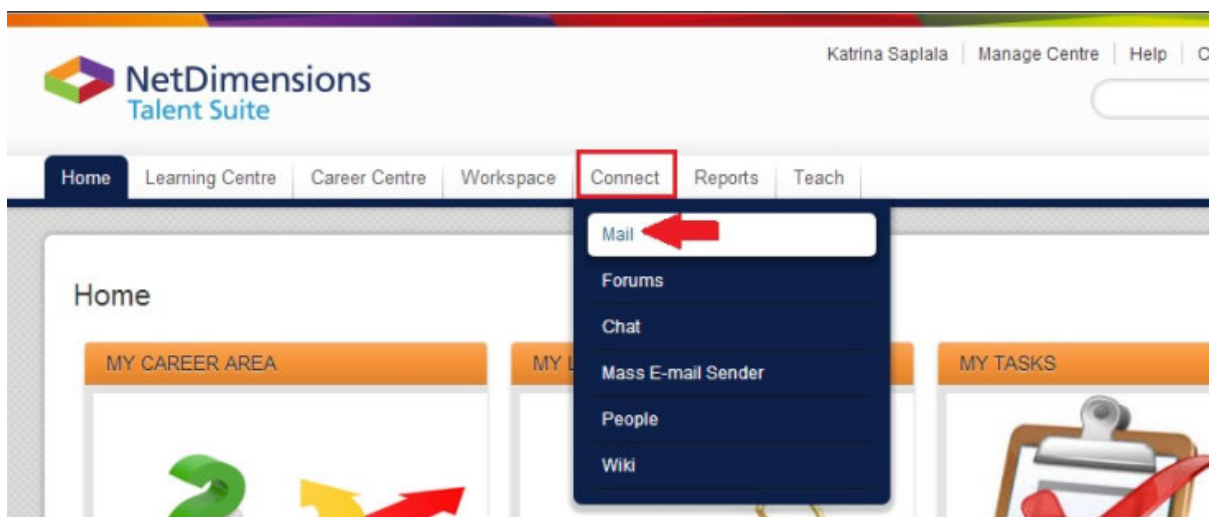 Katrina Saplala Manage Centre Help
NetDimensions
Talent Suite
Home Learning Centre Career Centre Workspace Connect Reports Teach
Mail
Forums
Chat
Mass E-mail Sender
People
Wiki
Home
MY CAREER AREA MY MY TASKS